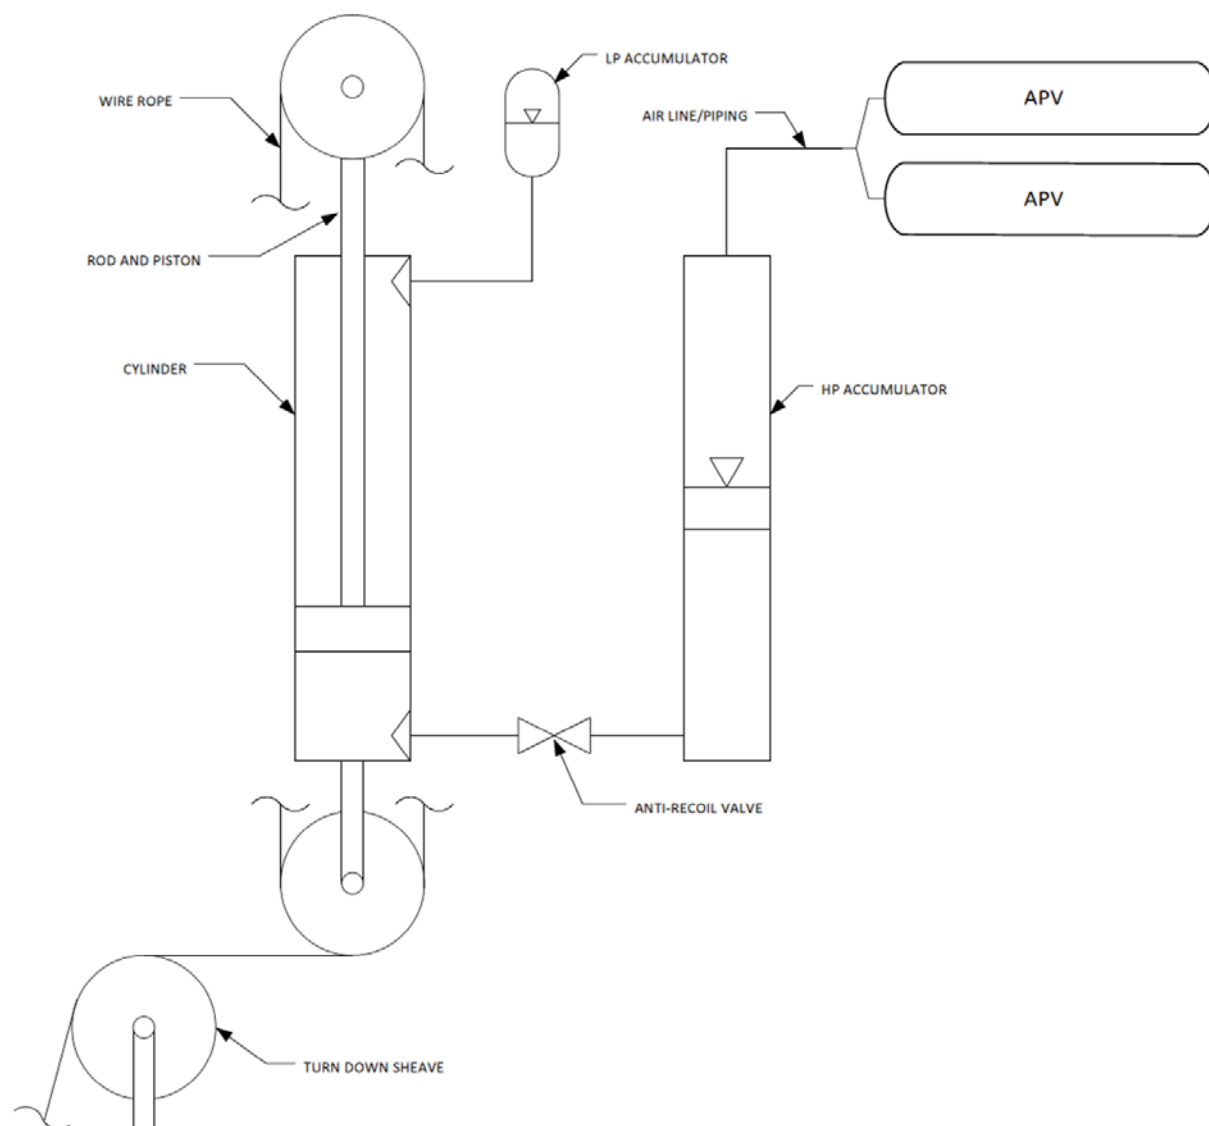 LP ACCUMULATOR
WIRE ROPE
AIR LINE/PIPING
APV
APV
ROD AND PISTON
CYLINDER
HP ACCUMULATOR
ANTI-RECOIL VALVE
TURN DOWN SHEAVE